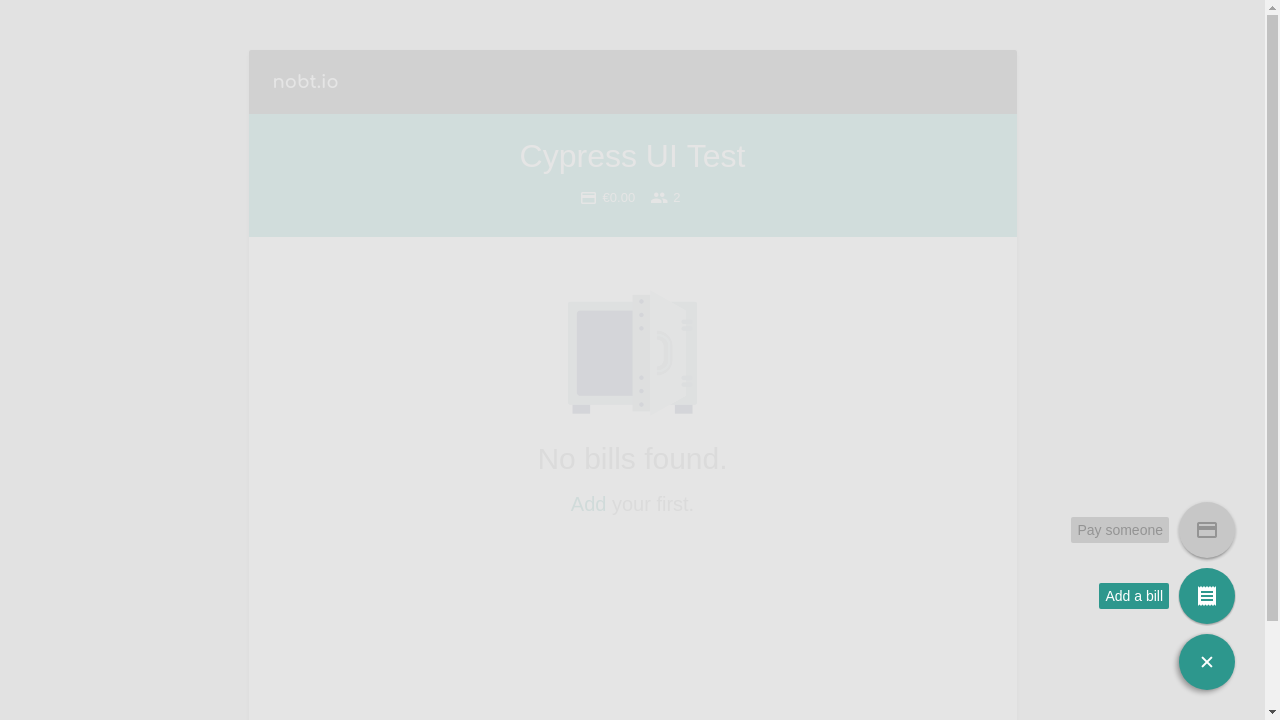 nobt.io
Cypress UI Test
€0.00 2
No bills found.
Add your first.
Pay someone
Add a bill